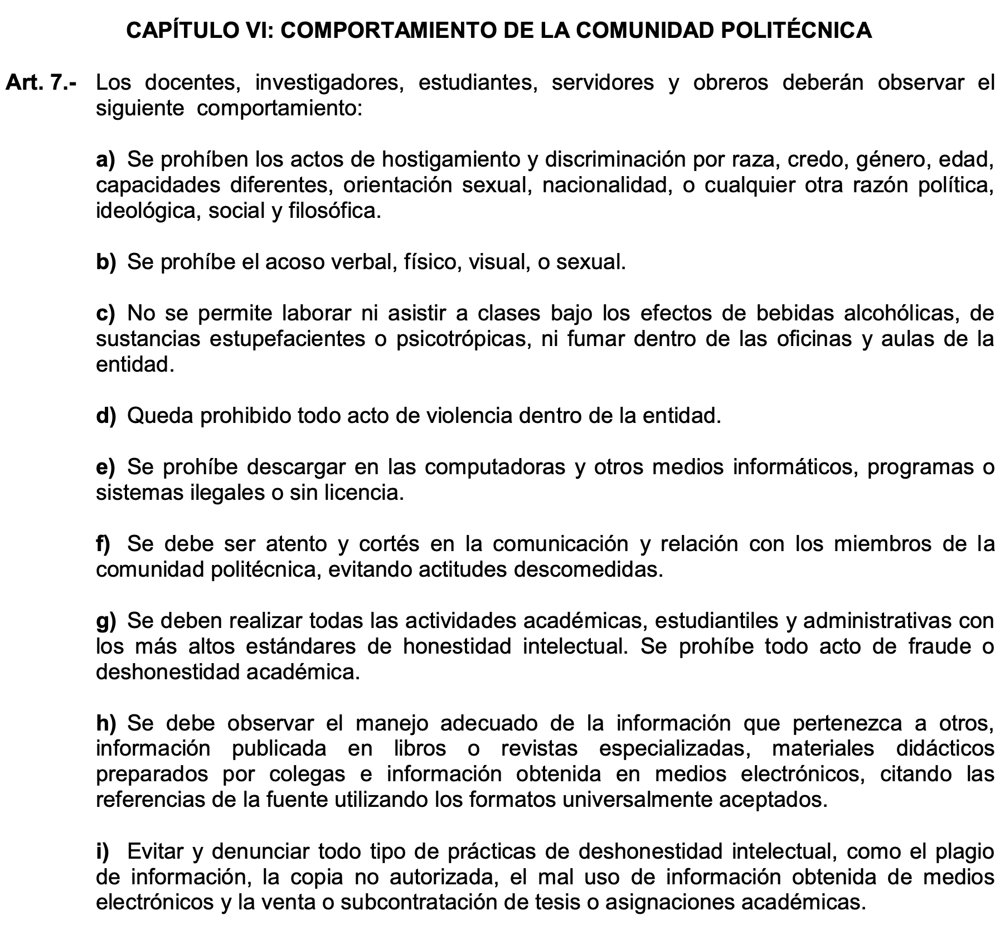 CAPÍTULO VI: COMPORTAMIENTO DE LA COMUNIDAD POLITÉCNICA
Art. 7.- Los docentes, investigadores, estudiantes, servidores y obreros deberán observar el
siguiente comportamiento:
a) Se prohíben los actos de hostigamiento y discriminación por raza, credo, género, edad,
capacidades diferentes, orientación sexual, nacionalidad, o cualquier otra razón política,
ideológica, social y filosófica.
b) Se prohíbe el acoso verbal, físico, visual, o sexual.
c) No se permite laborar ni asistir a clases bajo los efectos de bebidas alcohólicas, de
sustancias estupefacientes o psicotrópicas, ni fumar dentro de las oficinas y aulas de la
entidad.
d) Queda prohibido todo acto de violencia dentro de la entidad.
e) Se prohíbe descargar en las computadoras y otros medios informáticos, programas o
sistemas ilegales o sin licencia.
f) Se debe ser atento y cortés en la comunicación y relación con los miembros de la
comunidad politécnica, evitando actitudes descomedidas.
g) Se deben realizar todas las actividades académicas, estudiantiles y administrativas con
los más altos estándares de honestidad intelectual. Se prohíbe todo acto de fraude o
deshonestidad académica.
h) Se debe observar el manejo adecuado de la información que pertenezca a otros,
información publicada en libros o revistas especializadas, materiales didácticos
preparados por colegas e información obtenida en medios electrónicos, citando las
referencias de la fuente utilizando los formatos universalmente aceptados.
i) Evitar y denunciar todo tipo de prácticas de deshonestidad intelectual, como el plagio
de información, la copia no autorizada, el mal uso de información obtenida de medios
electrónicos y la venta o subcontratación de tesis o asignaciones académicas.